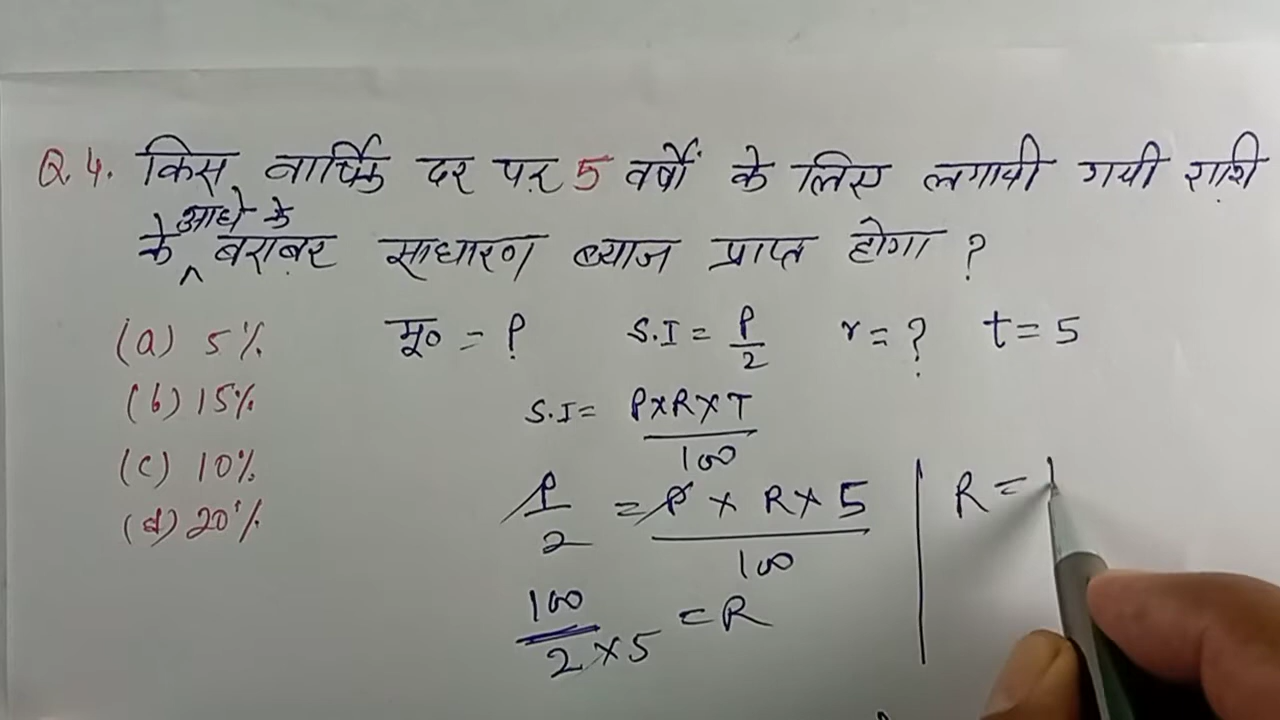 Q.4. किस वार्षिक दर पर 5 वर्षों के लिए लगायी गयी राशि
के आधे के बराबर साधारण ब्याज प्राप्त होगा ?
(a) 5%
(b) 15%
(c) 10%
(d) 20%
मू० = P
S.I = P/2
r = ?
t = 5
S.I = P×R×T/100
P/2 = P × R × 5/100
100/2×5 = R
R = 1